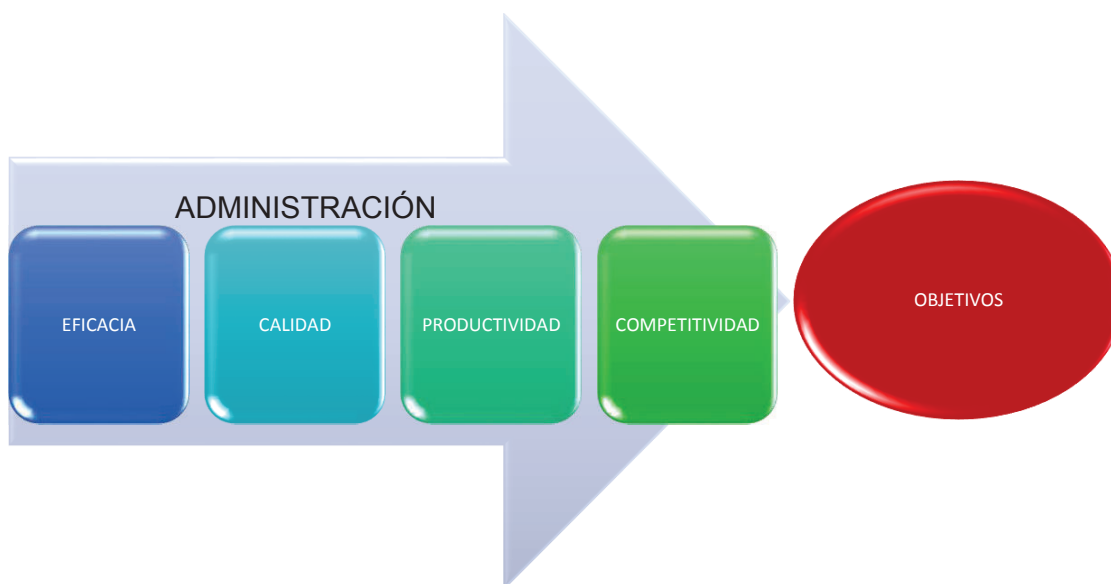 ADMINISTRACIÓN
EFICACIA
CALIDAD
PRODUCTIVIDAD
COMPETITIVIDAD
OBJETIVOS